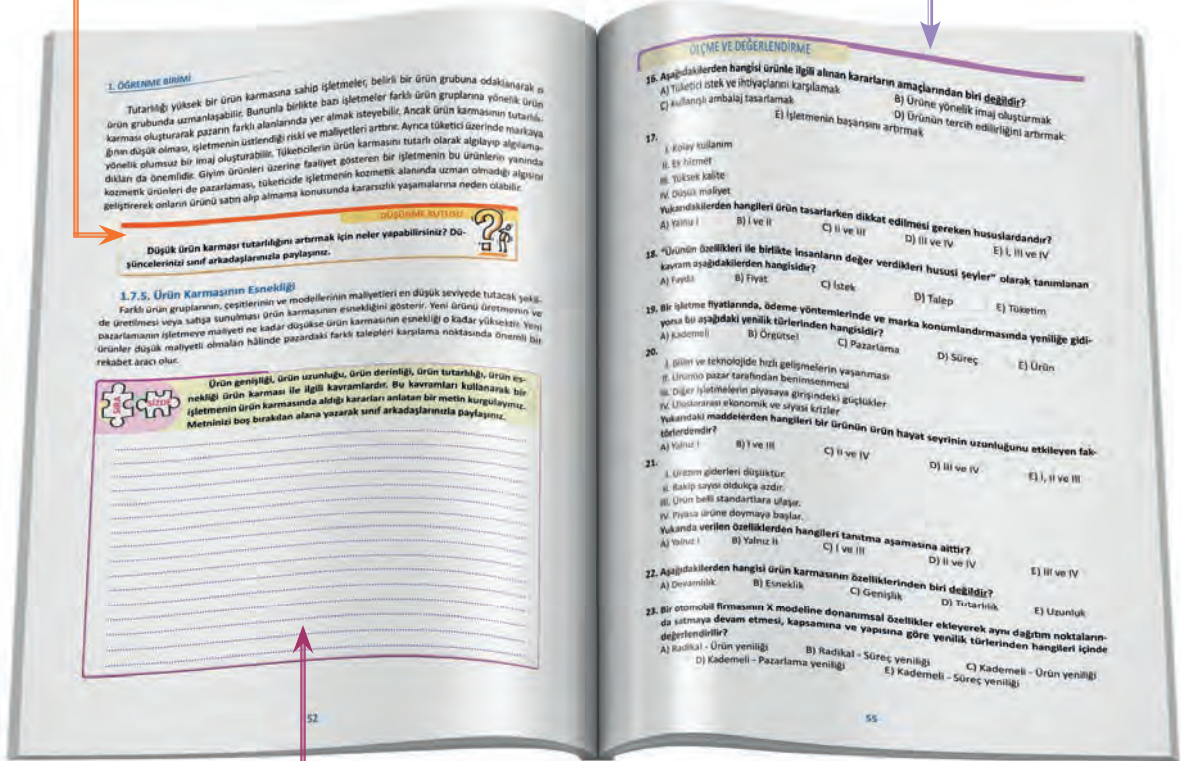 1. ÖĞRENME BİRİMİ
Tutarlılığı yüksek bir ürün karmasına sahip işletmeler, belirli bir ürün grubuna odaklanarak o
ürün grubunda uzmanlaşabilir. Bununla birlikte bazı işletmeler farklı ürün gruplarına yönelik ürün
karması oluşturarak pazarın farklı alanlarında yer almak isteyebilir. Ancak ürün karmasının tutarlılı-
ğının düşük olması, işletmenin üstlendiği riski ve maliyetleri arttırır. Ayrıca tüketici üzerinde markaya
yönelik olumsuz bir imaj oluşturabilir. Tüketicilerin ürün karmasını tutarlı olarak algılayıp algılama-
dıkları da önemlidir. Giyim ürünleri üzerine faaliyet gösteren bir işletmenin bu ürünlerin yanında
kozmetik ürünleri de pazarlaması, tüketicide işletmenin kozmetik alanında uzman olmadığı algısını
geliştirerek onların ürünü satın alıp almama konusunda kararsızlık yaşamalarına neden olabilir.
DÜŞÜNME KUTUSU
Düşük ürün karması tutarlılığını artırmak için neler yapabilirsiniz? Dü-
şüncelerinizi sınıf arkadaşlarınızla paylaşınız.
1.7.5. Ürün Karmasının Esnekliği
Farklı ürün gruplarının, çeşitlerinin ve modellerinin maliyetleri en düşük seviyede tutacak şekil-
de üretilmesi veya satışa sunulması ürün karmasının esnekliğini gösterir. Yeni ürünü üretmenin ve
pazarlamanın işletmeye maliyeti ne kadar düşükse ürün karmasının esnekliği o kadar yüksektir. Yeni
ürünler düşük maliyetli olmaları hâlinde pazardaki farklı talepleri karşılama noktasında önemli bir
rekabet aracı olur.
SIRA SİZDE
Ürün genişliği, ürün uzunluğu, ürün derinliği, ürün tutarlılığı, ürün es-
nekliği ürün karması ile ilgili kavramlardır. Bu kavramları kullanarak bir
işletmenin ürün karmasında aldığı kararları anlatan bir metin kurgulayınız.
Metninizi boş bırakılan alana yazarak sınıf arkadaşlarınızla paylaşınız.
52
ÖLÇME VE DEĞERLENDİRME
16. Aşağıdakilerden hangisi ürünle ilgili alınan kararların amaçlarından biri değildir?
A) Tüketici istek ve ihtiyaçlarını karşılamak B) Ürüne yönelik imaj oluşturmak
C) Kullanışlı ambalaj tasarlamak D) Ürünün tercih edilirliğini artırmak
E) İşletmenin başarısını artırmak
17.
I. Kolay kullanım
II. Ek hizmet
III. Yüksek kalite
IV. Düşük maliyet
Yukarıdakilerden hangileri ürün tasarlarken dikkat edilmesi gereken hususlardandır?
A) Yalnız I B) I ve II C) II ve III D) III ve IV E) I, III ve IV
18. "Ürünün özellikleri ile birlikte insanların değer verdikleri hususi şeyler" olarak tanımlanan
kavram aşağıdakilerden hangisidir?
A) Fayda B) Fiyat C) İstek D) Talep E) Tüketim
19. Bir işletme fiyatlarında, ödeme yöntemlerinde ve marka konumlandırmasında yeniliğe gidi-
yorsa bu aşağıdaki yenilik türlerinden hangisidir?
A) Kademeli B) Örgütsel C) Pazarlama D) Süreç E) Ürün
20.
I. Bilim ve teknolojide hızlı gelişmelerin yaşanması
II. Ürünün pazar tarafından benimsenmesi
III. Diğer işletmelerin piyasaya girişindeki güçlükler
IV. Uluslararası ekonomik ve siyasi krizler
Yukarıdaki maddelerden hangileri bir ürünün ürün hayat seyrinin uzunluğunu etkileyen fak-
törlerdendir?
A) Yalnız I B) I ve III C) II ve IV D) III ve IV E) I, II ve III
21.
I. Üretim giderleri düşüktür.
II. Rakip sayısı oldukça azdır.
III. Ürün belli standartlara ulaşır.
IV. Piyasa ürüne doymaya başlar.
Yukarıda verilen özelliklerden hangileri tanıtma aşamasına aittir?
A) Yalnız I B) Yalnız II C) I ve III D) II ve IV E) III ve IV
22. Aşağıdakilerden hangisi ürün karmasının özelliklerinden biri değildir?
A) Devamlılık B) Esneklik C) Genişlik D) Tutarlılık E) Uzunluk
23. Bir otomobil firmasının X modeline donanımsal özellikler ekleyerek aynı dağıtım noktaların-
da satmaya devam etmesi, kapsamına ve yapısına göre yenilik türlerinden hangileri içinde
değerlendirilir?
A) Radikal - Ürün yeniliği B) Radikal - Süreç yeniliği C) Kademeli - Ürün yeniliği
D) Kademeli - Pazarlama yeniliği E) Kademeli - Süreç yeniliği
55